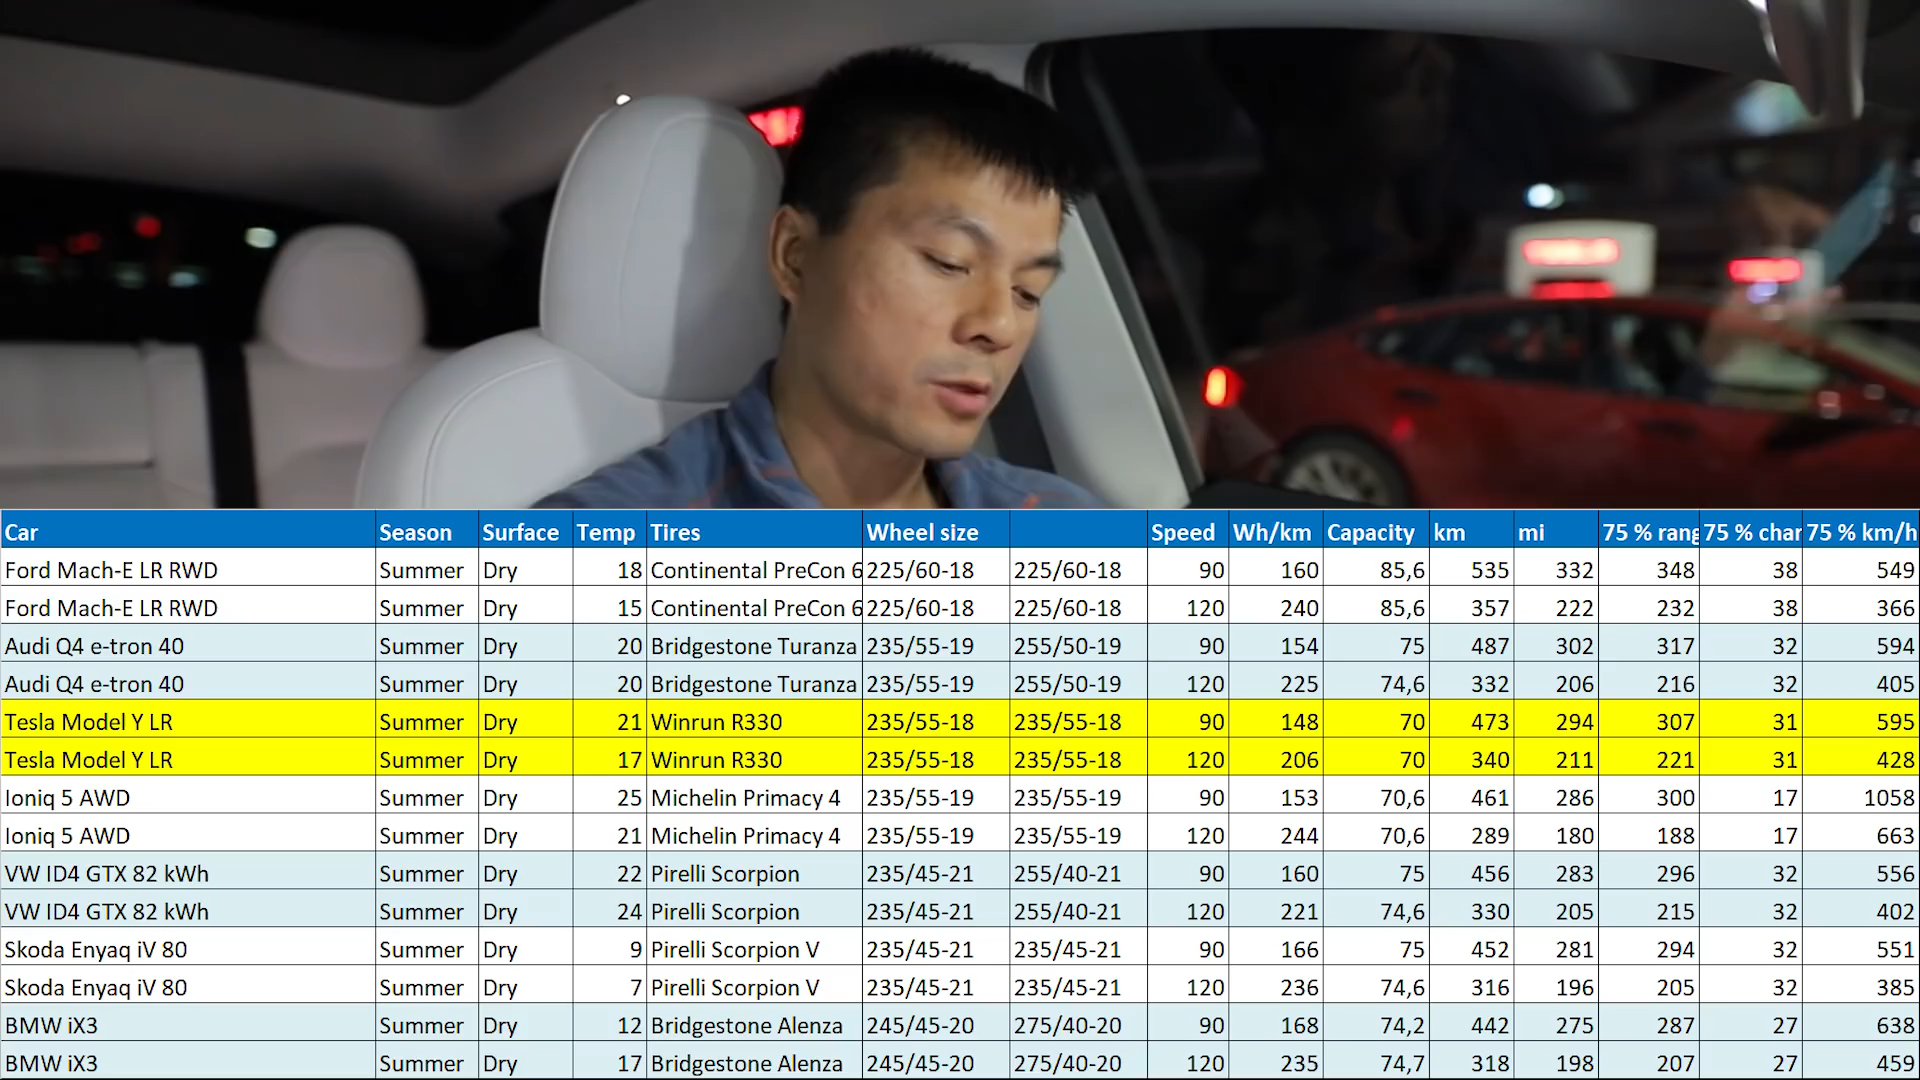 Car Season Surface Temp Tires Wheel size Speed Wh/km Capacity km mi 75 % rang 75 % char 75 % km/h
Ford Mach-E LR RWD Summer Dry 18 Continental PreCon 6 225/60-18 225/60-18 90 160 85,6 535 332 348 38 549
Ford Mach-E LR RWD Summer Dry 15 Continental PreCon 6 225/60-18 225/60-18 120 240 85,6 357 222 232 38 366
Audi Q4 e-tron 40 Summer Dry 20 Bridgestone Turanza 235/55-19 255/50-19 90 154 75 487 302 317 32 594
Audi Q4 e-tron 40 Summer Dry 20 Bridgestone Turanza 235/55-19 255/50-19 120 225 74,6 332 206 216 32 405
Tesla Model Y LR Summer Dry 21 Winrun R330 235/55-18 235/55-18 90 148 70 473 294 307 31 595
Tesla Model Y LR Summer Dry 17 Winrun R330 235/55-18 235/55-18 120 206 70 340 211 221 31 428
Ioniq 5 AWD Summer Dry 25 Michelin Primacy 4 235/55-19 235/55-19 90 153 70,6 461 286 300 17 1058
Ioniq 5 AWD Summer Dry 21 Michelin Primacy 4 235/55-19 235/55-19 120 244 70,6 289 180 188 17 663
VW ID4 GTX 82 kWh Summer Dry 22 Pirelli Scorpion 235/45-21 255/40-21 90 160 75 456 283 296 32 556
VW ID4 GTX 82 kWh Summer Dry 24 Pirelli Scorpion 235/45-21 255/40-21 120 221 74,6 330 205 215 32 402
Skoda Enyaq iV 80 Summer Dry 9 Pirelli Scorpion V 235/45-21 235/45-21 90 166 75 452 281 294 32 551
Skoda Enyaq iV 80 Summer Dry 7 Pirelli Scorpion V 235/45-21 235/45-21 120 236 74,6 316 196 205 32 385
BMW iX3 Summer Dry 12 Bridgestone Alenza 245/45-20 275/40-20 90 168 74,2 442 275 287 27 638
BMW iX3 Summer Dry 17 Bridgestone Alenza 245/45-20 275/40-20 120 235 74,7 318 198 207 27 459